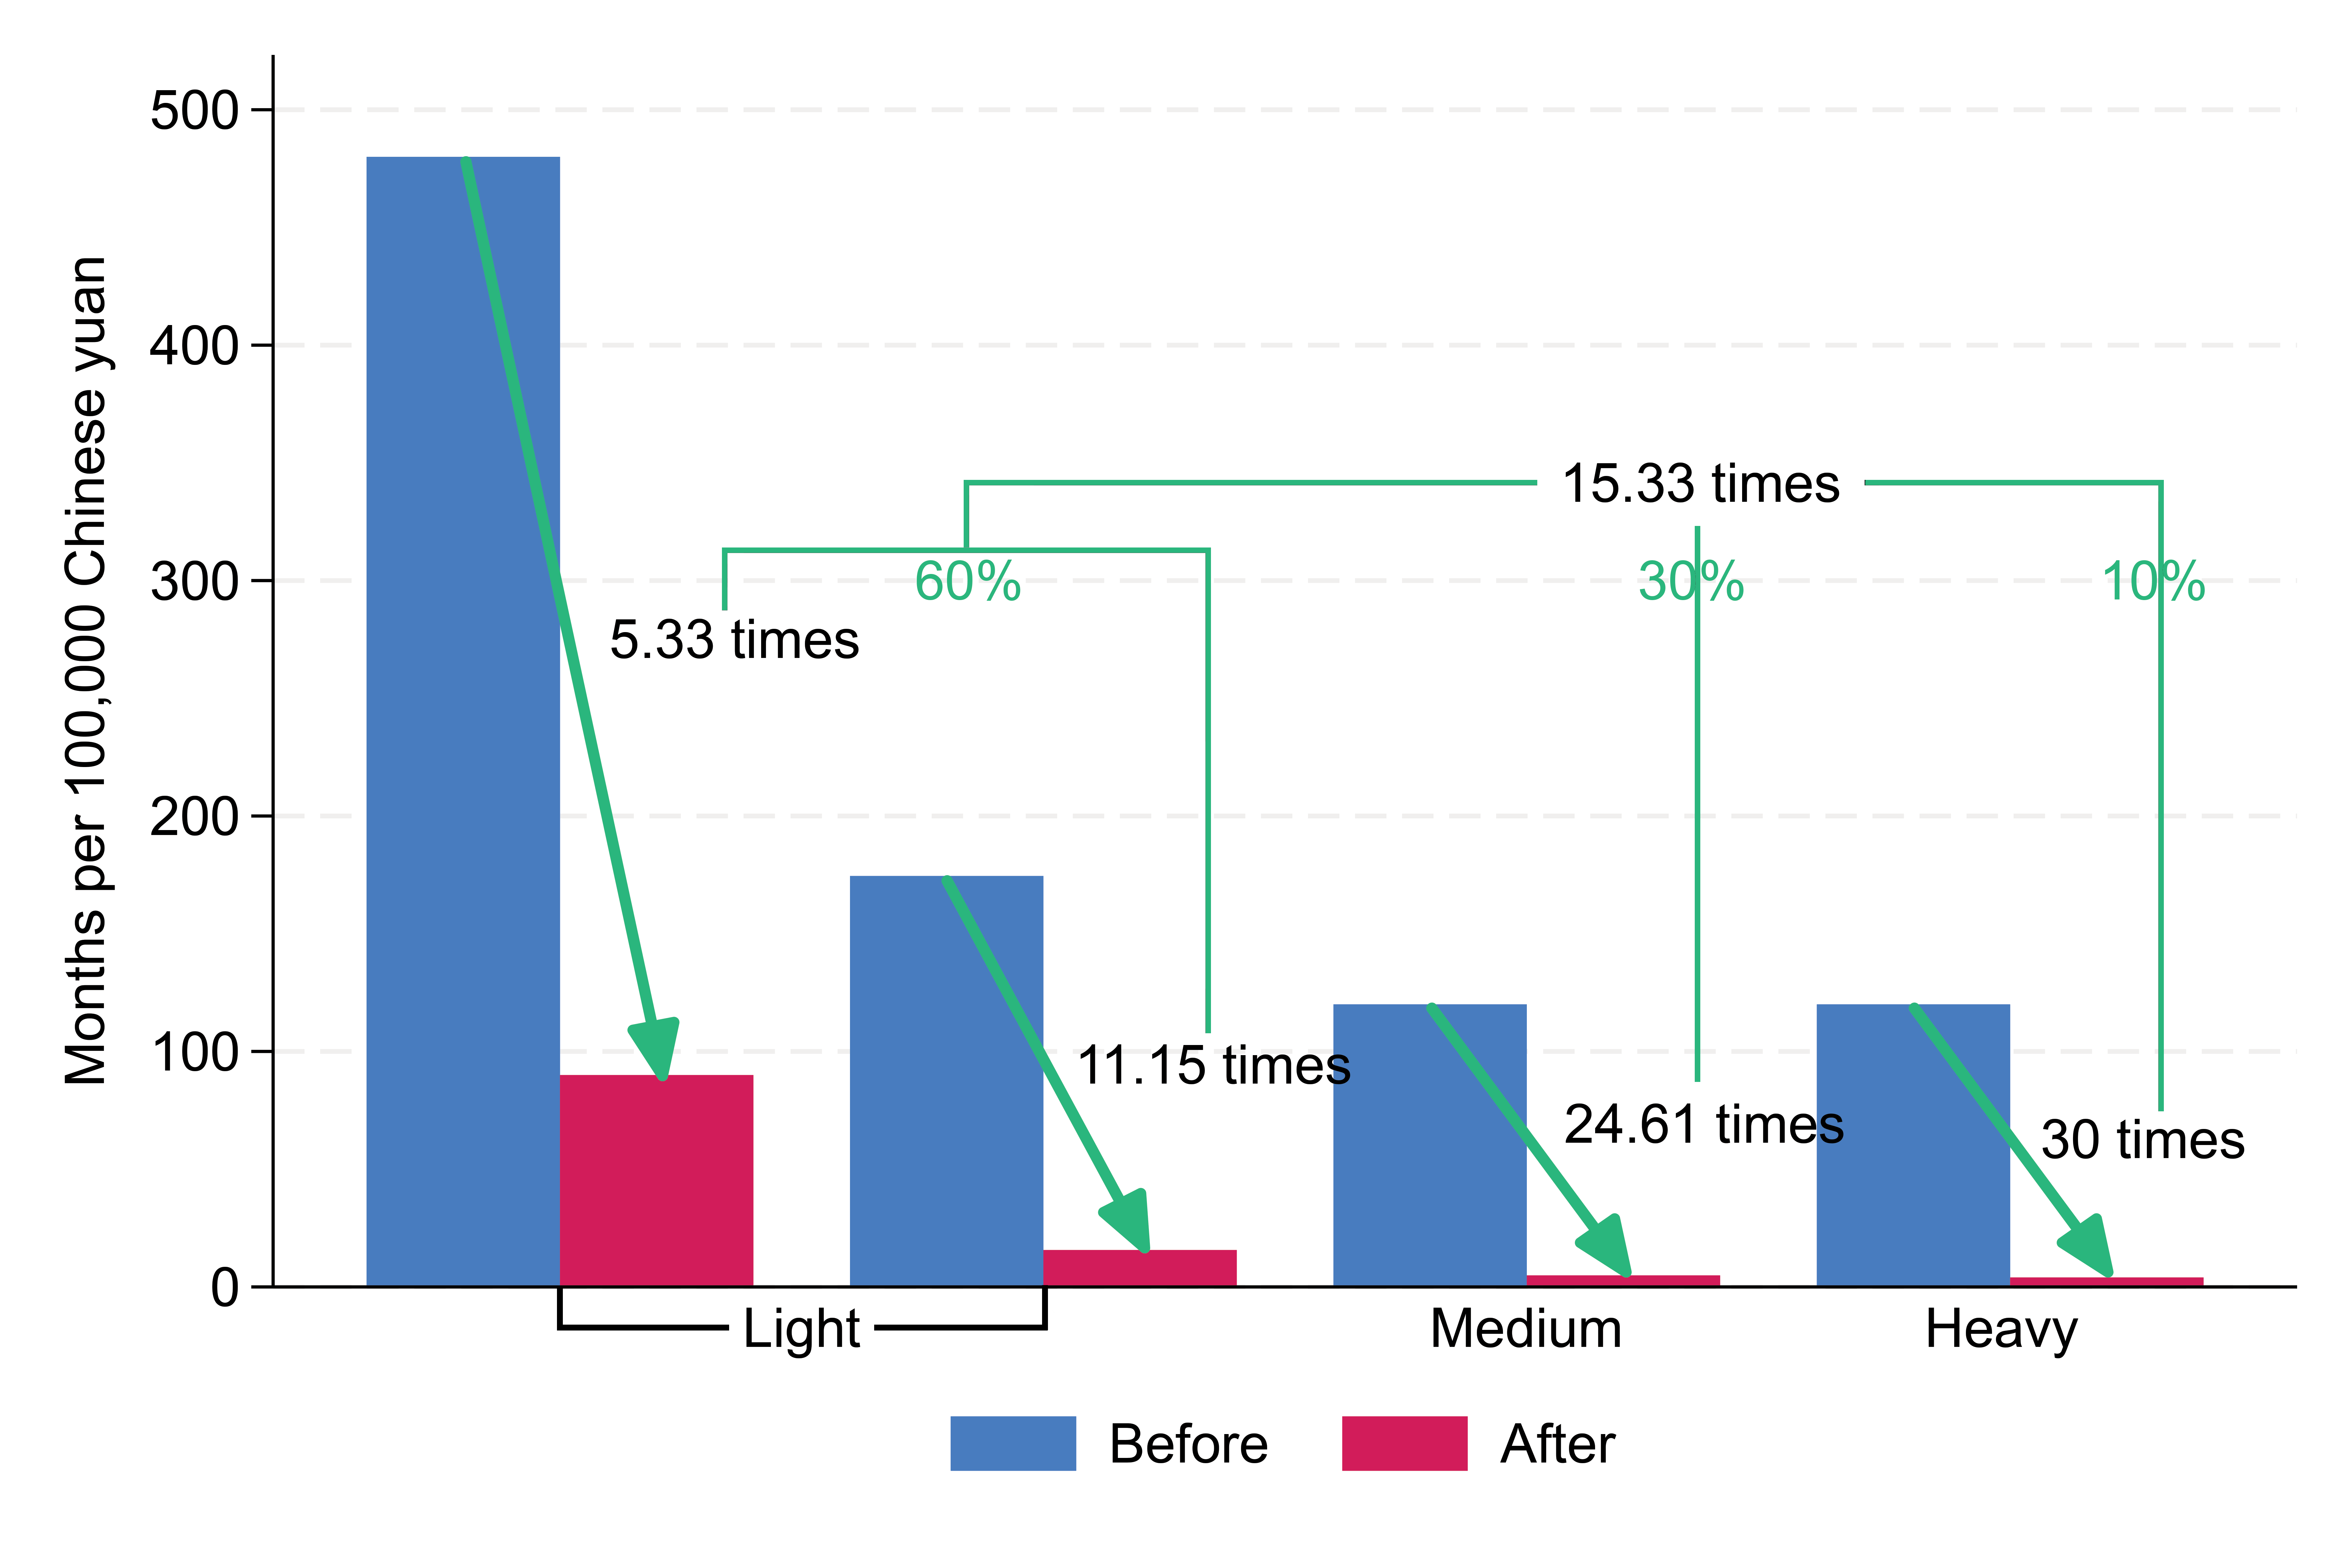 Months per 100,000 Chinese yuan
500
400
300
200
100
0
15.33 times
60%
30%
10%
5.33 times
11.15 times
24.61 times
30 times
Light
Medium
Heavy
Before
After